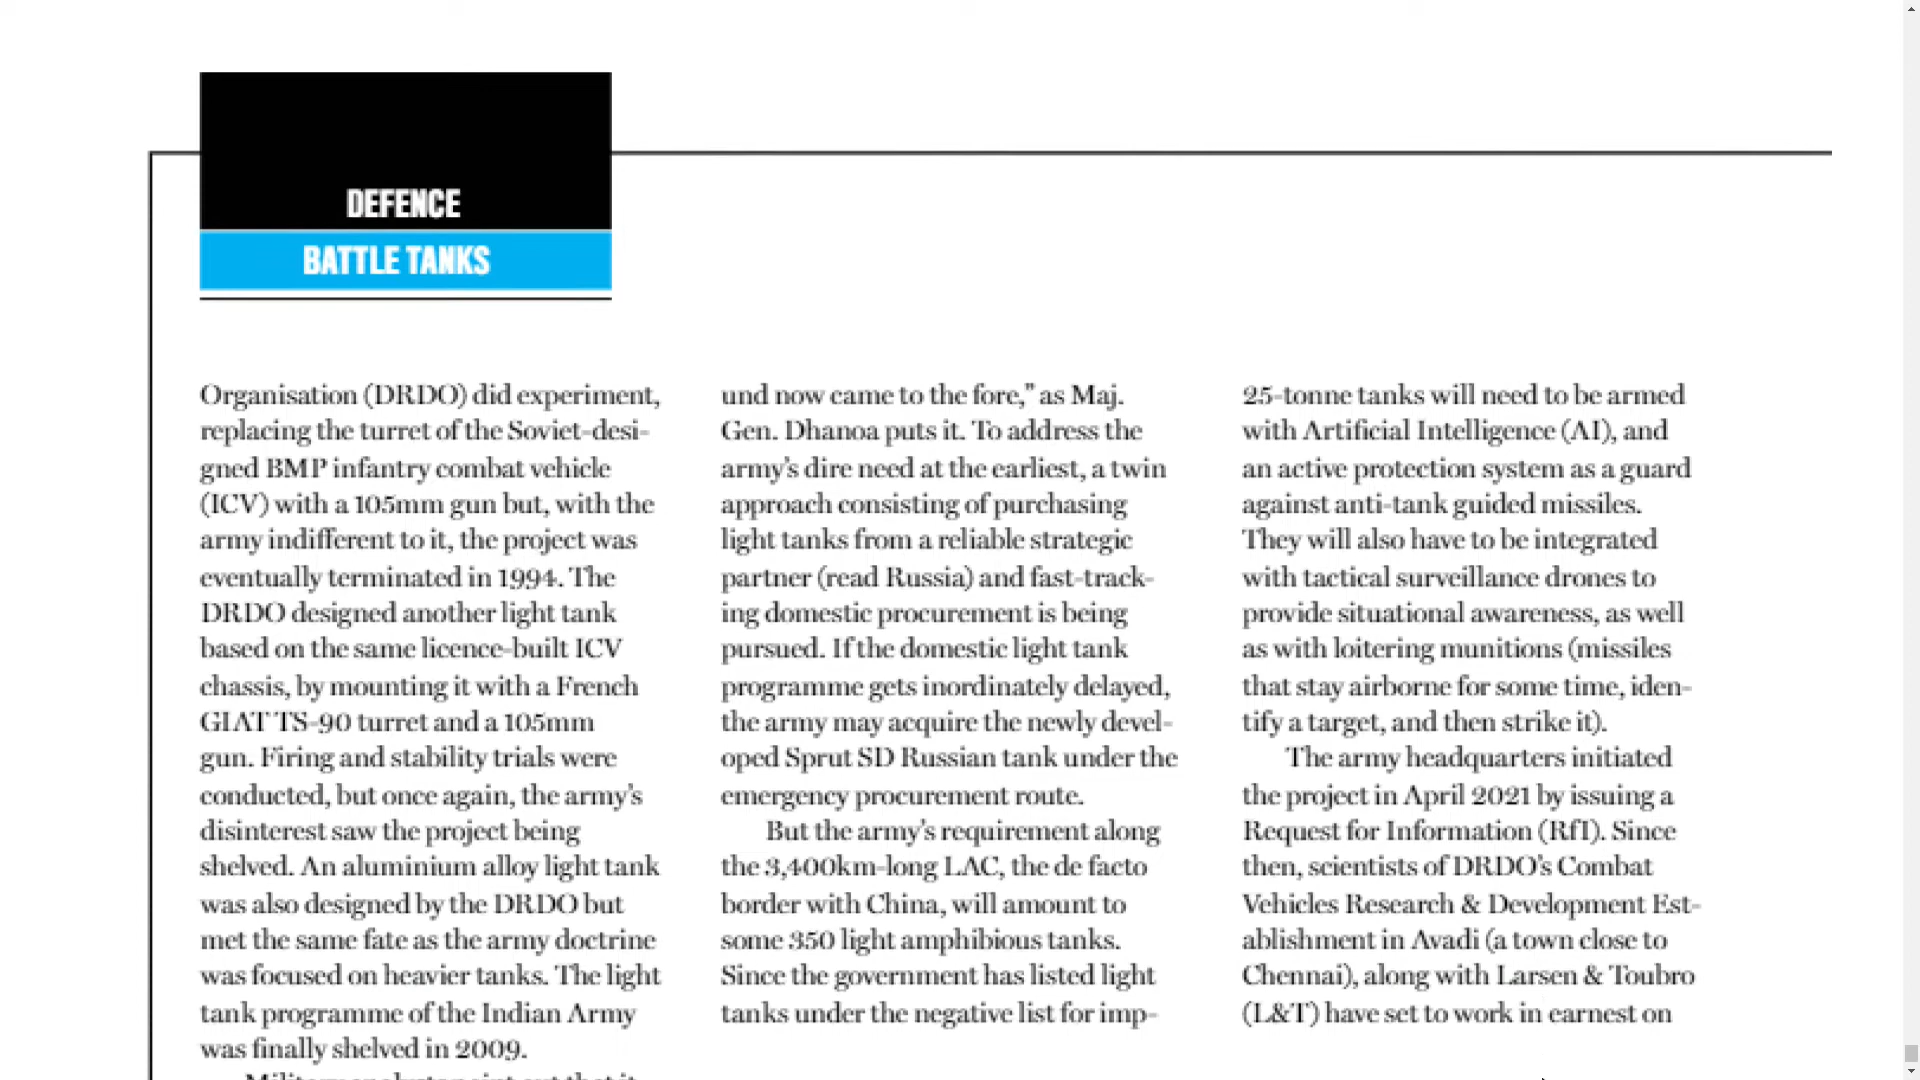 DEFENCE
BATTLE TANKS
Organisation (DRDO) did experiment,
replacing the turret of the Soviet-desi-
gned BMP infantry combat vehicle
(ICV) with a 105mm gun but, with the
army indifferent to it, the project was
eventually terminated in 1994. The
DRDO designed another light tank
based on the same licence-built ICV
chassis, by mounting it with a French
GIAT TS-90 turret and a 105mm
gun. Firing and stability trials were
conducted, but once again, the army's
disinterest saw the project being
shelved. An aluminium alloy light tank
was also designed by the DRDO but
met the same fate as the army doctrine
was focused on heavier tanks. The light
tank programme of the Indian Army
was finally shelved in 2009.
und now came to the fore,” as Maj.
Gen. Dhanoa puts it. To address the
army's dire need at the earliest, a twin
approach consisting of purchasing
light tanks from a reliable strategic
partner (read Russia) and fast-track-
ing domestic procurement is being
pursued. If the domestic light tank
programme gets inordinately delayed,
the army may acquire the newly devel-
oped Sprut SD Russian tank under the
emergency procurement route.
But the army's requirement along
the 3,400km-long LAC, the de facto
border with China, will amount to
some 350 light amphibious tanks.
Since the government has listed light
tanks under the negative list for imp-
25-tonne tanks will need to be armed
with Artificial Intelligence (AI), and
an active protection system as a guard
against anti-tank guided missiles.
They will also have to be integrated
with tactical surveillance drones to
provide situational awareness, as well
as with loitering munitions (missiles
that stay airborne for some time, iden-
tify a target, and then strike it).
The army headquarters initiated
the project in April 2021 by issuing a
Request for Information (RfI). Since
then, scientists of DRDO's Combat
Vehicles Research & Development Est-
ablishment in Avadi (a town close to
Chennai), along with Larsen & Toubro
(L&T) have set to work in earnest on